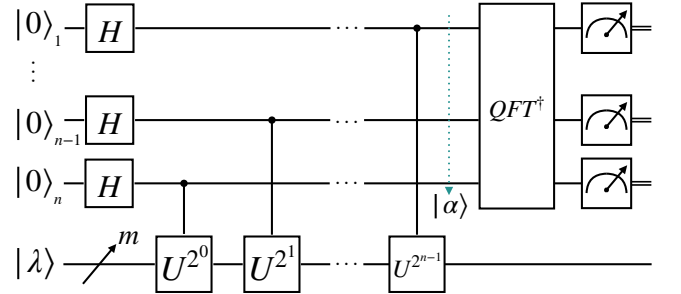 |0⟩₁ H ··· QFT†
⋮
|0⟩ₙ₋₁ H ···
|0⟩ₙ H ··· |α⟩
|λ⟩ m U^{2^0} U^{2^1} ··· U^{2^{n-1}}